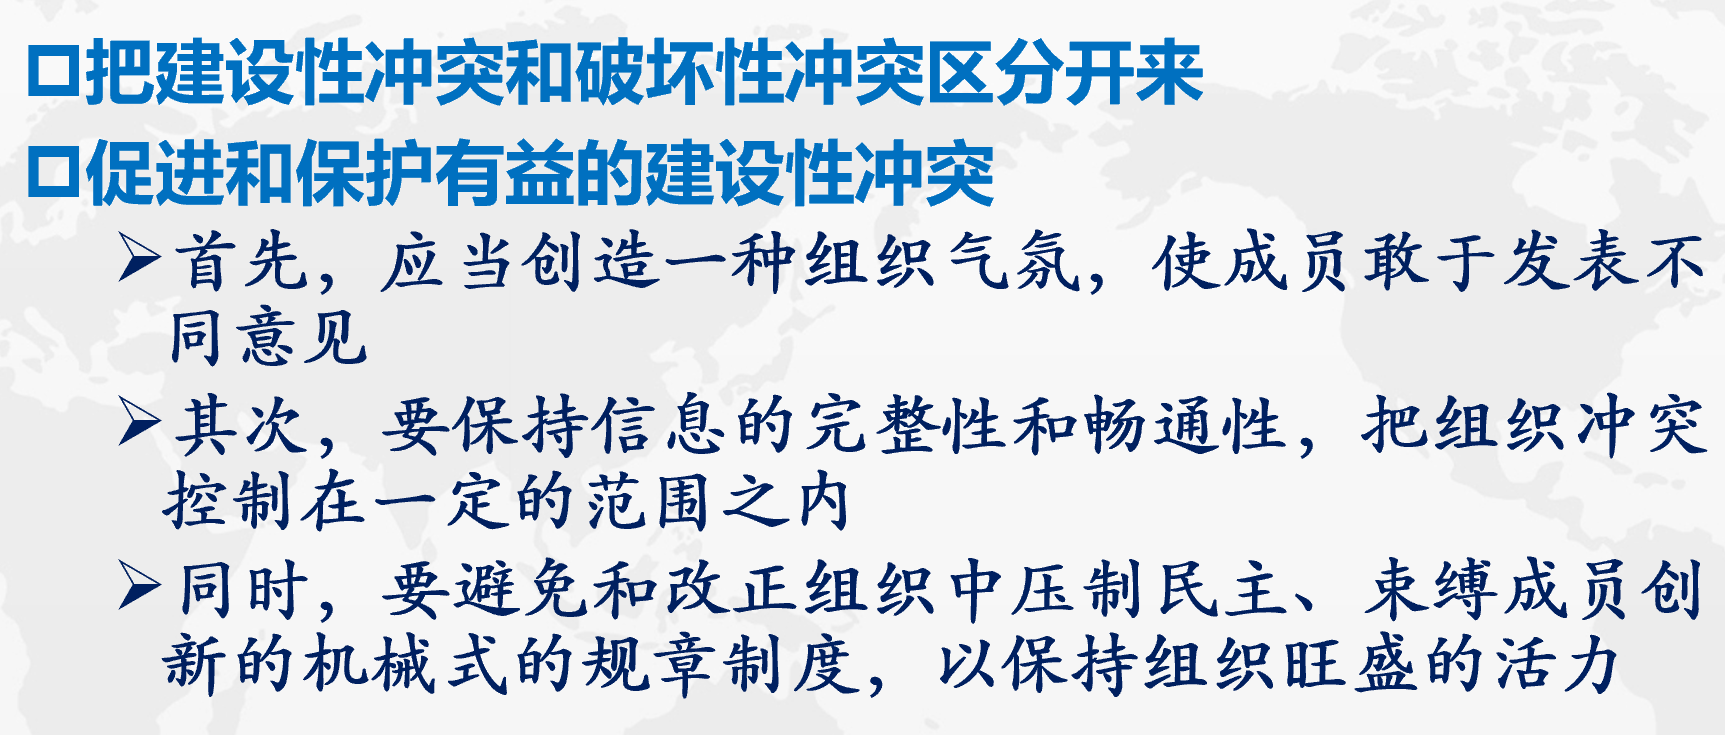 把建设性冲突和破坏性冲突区分开来
促进和保护有益的建设性冲突
首先，应当创造一种组织气氛，使成员敢于发表不
同意见
其次，要保持信息的完整性和畅通性，把组织冲突
控制在一定的范围之内
同时，要避免和改正组织中压制民主、束缚成员创
新的机械式的规章制度，以保持组织旺盛的活力